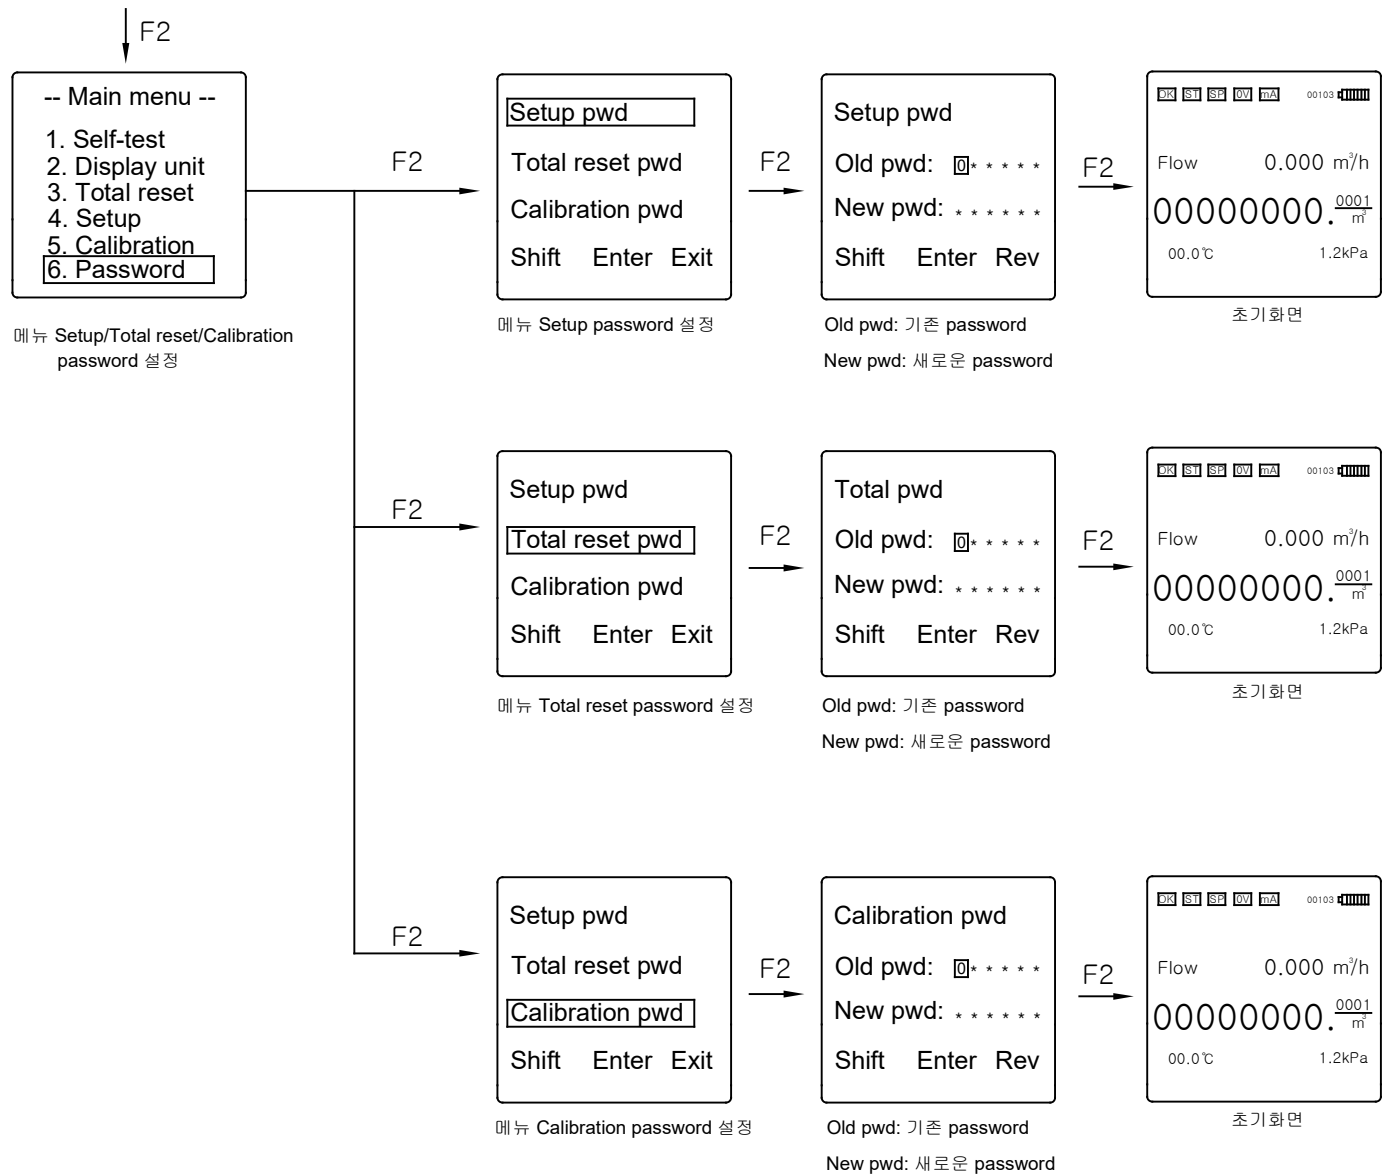 F2
-- Main menu --
1. Self-test
2. Display unit
3. Total reset
4. Setup
5. Calibration
6. Password
메뉴 Setup/Total reset/Calibration
password 설정
F2
Setup pwd
Total reset pwd
Calibration pwd
Shift Enter Exit
메뉴 Setup password 설정
F2
Setup pwd
Old pwd: 0* * * * *
New pwd: * * * * * *
Shift Enter Rev
Old pwd: 기존 password
New pwd: 새로운 password
F2
OK ST SP 0V mA 00103
Flow 0.000 m³/h
00000000. 0001
m³
00.0℃ 1.2kPa
초기화면
F2
Setup pwd
Total reset pwd
Calibration pwd
Shift Enter Exit
메뉴 Total reset password 설정
F2
Total pwd
Old pwd: 0* * * * *
New pwd: * * * * * *
Shift Enter Rev
Old pwd: 기존 password
New pwd: 새로운 password
F2
OK ST SP 0V mA 00103
Flow 0.000 m³/h
00000000. 0001
m³
00.0℃ 1.2kPa
초기화면
F2
Setup pwd
Total reset pwd
Calibration pwd
Shift Enter Exit
메뉴 Calibration password 설정
F2
Calibration pwd
Old pwd: 0* * * * *
New pwd: * * * * * *
Shift Enter Rev
Old pwd: 기존 password
New pwd: 새로운 password
F2
OK ST SP 0V mA 00103
Flow 0.000 m³/h
00000000. 0001
m³
00.0℃ 1.2kPa
초기화면